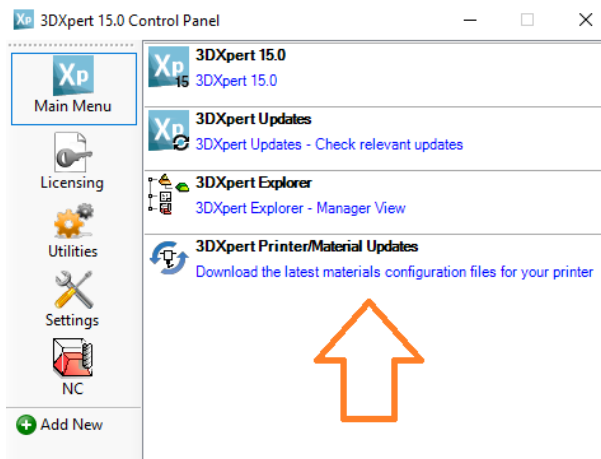 Xp 3DXpert 15.0 Control Panel
Xp
Main Menu
Licensing
Utilities
Settings
NC
Add New
Xp 15
3DXpert 15.0
3DXpert 15.0
Xp
3DXpert Updates
3DXpert Updates - Check relevant updates
3DXpert Explorer
3DXpert Explorer - Manager View
3DXpert Printer/Material Updates
Download the latest materials configuration files for your printer